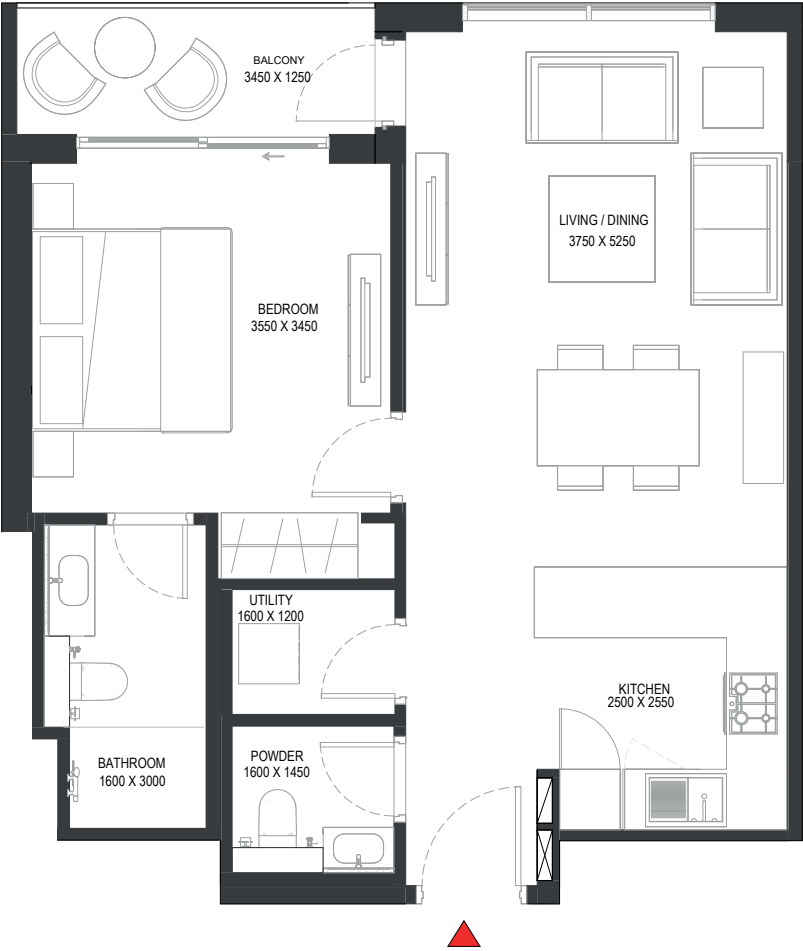 BALCONY
3450 X 1250
LIVING / DINING
3750 X 5250
BEDROOM
3550 X 3450
UTILITY
1600 X 1200
KITCHEN
2500 X 2550
POWDER
1600 X 1450
BATHROOM
1600 X 3000